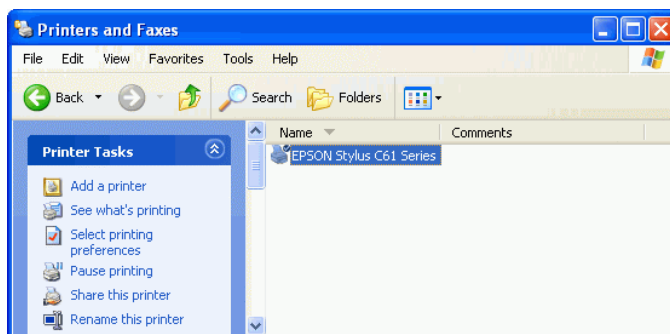 Printers and Faxes
File Edit View Favorites Tools Help
Back Search Folders
Name Comments
Printer Tasks
EPSON Stylus C61 Series
Add a printer
See what's printing
Select printing
preferences
Pause printing
Share this printer
Rename this printer